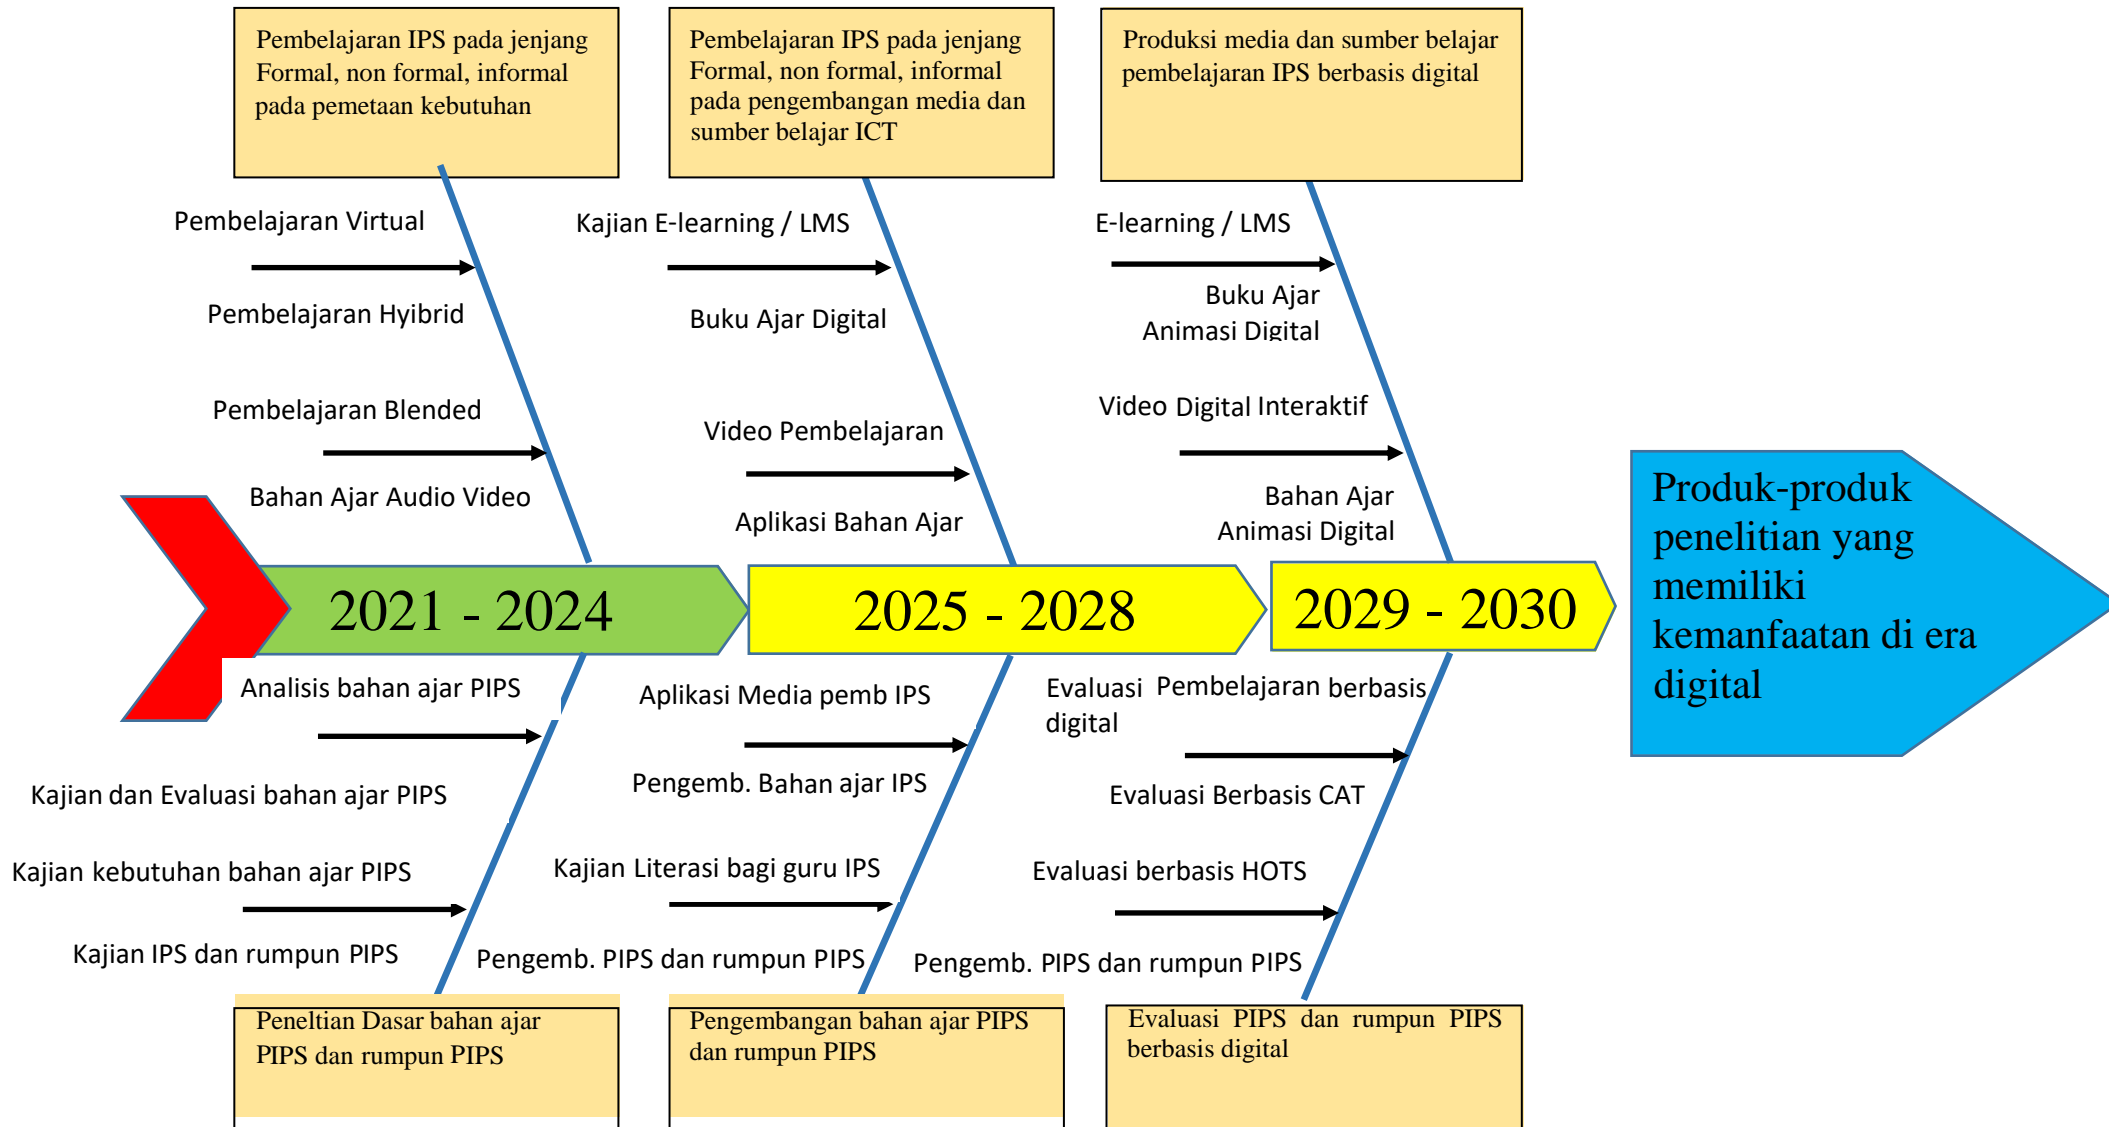 Pembelajaran IPS pada jenjang
Formal, non formal, informal
pada pemetaan kebutuhan
Pembelajaran IPS pada jenjang
Formal, non formal, informal
pada pengembangan media dan
sumber belajar ICT
Produksi media dan sumber belajar
pembelajaran IPS berbasis digital
Pembelajaran Virtual
Pembelajaran Hyibrid
Pembelajaran Blended
Bahan Ajar Audio Video
Kajian E-learning / LMS
Buku Ajar Digital
Video Pembelajaran
Aplikasi Bahan Ajar
E-learning / LMS
Buku Ajar
Animasi Digital
Video Digital Interaktif
Bahan Ajar
Animasi Digital
2021 - 2024
2025 - 2028
2029 - 2030
Produk-produk
penelitian yang
memiliki
kemanfaatan di era
digital
Analisis bahan ajar PIPS
Kajian dan Evaluasi bahan ajar PIPS
Kajian kebutuhan bahan ajar PIPS
Kajian IPS dan rumpun PIPS
Aplikasi Media pemb IPS
Pengemb. Bahan ajar IPS
Kajian Literasi bagi guru IPS
Pengemb. PIPS dan rumpun PIPS
Evaluasi Pembelajaran berbasis
digital
Evaluasi Berbasis CAT
Evaluasi berbasis HOTS
Pengemb. PIPS dan rumpun PIPS
Peneltian Dasar bahan ajar
PIPS dan rumpun PIPS
Pengembangan bahan ajar PIPS
dan rumpun PIPS
Evaluasi PIPS dan rumpun PIPS
berbasis digital